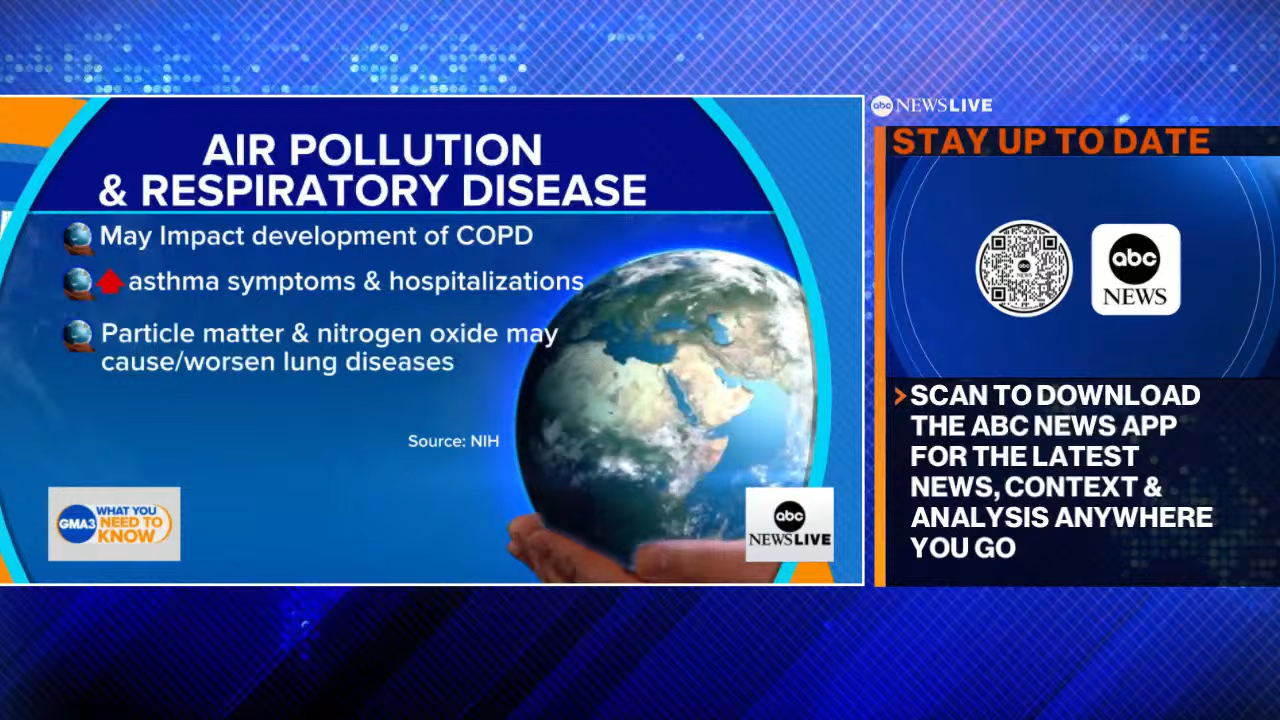 AIR POLLUTION
& RESPIRATORY DISEASE
May Impact development of COPD
asthma symptoms & hospitalizations
Particle matter & nitrogen oxide may
cause/worsen lung diseases
Source: NIH
GMA3
WHAT YOU
NEED TO
KNOW
abc
NEWSLIVE
abc NEWSLIVE
STAY UP TO DATE
abc
NEWS
abc
NEWS
SCAN TO DOWNLOAD
THE ABC NEWS APP
FOR THE LATEST
NEWS, CONTEXT &
ANALYSIS ANYWHERE
YOU GO